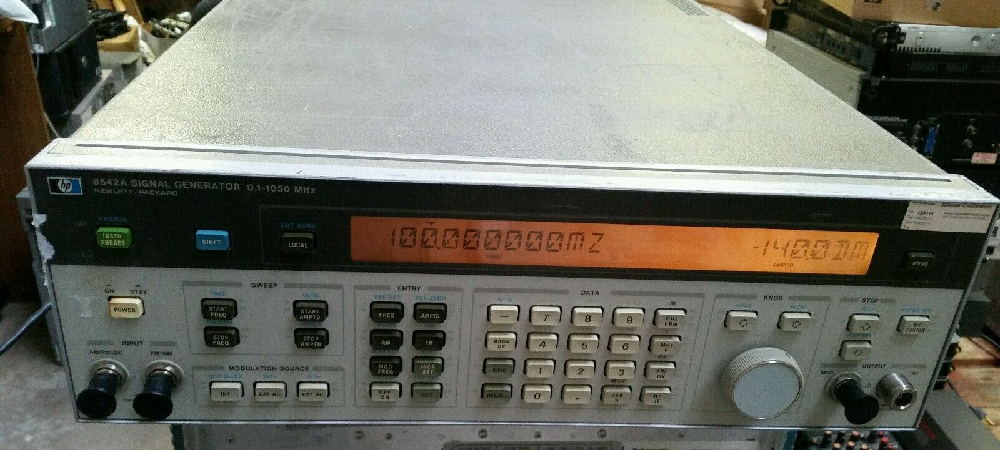 hp
8642A SIGNAL GENERATOR 0.1-1050 MHz
HEWLETT·PACKARD
Special Calibration
No 139314
PARTIAL
INSTR PRESET
SHIFT
ENT ADRS
LOCAL
100.000000MZ
FREQ
-140.0DM
AMPTD
MSSG
ON STBY
POWER
SWEEP
TIME
START FREQ
AUTO
START AMPTD
STOP FREQ
STOP AMPTD
INPUT
AM/PULSE
FM/ΦM
MODULATION SOURCE
INT
EXT AC
EXT DC
ENTRY
REF SET
REL ZERO
FREQ
AMPTD
AM
FM
MOD FREQ
INCR SET
OFF ON
SEQ
DATA
SPCL
dB
-
7
8
9
GHz dBm
BACK SP
4
5
6
MHz V
SAVE
1
2
3
kHz mV
ms
dBµV
RECALL
0
.
rad %
Hz µV
KNOB
HOLD
INCR
STEP
HELP
ENTRY OFF
RF OFF/ON
OUTPUT
MOD
RF